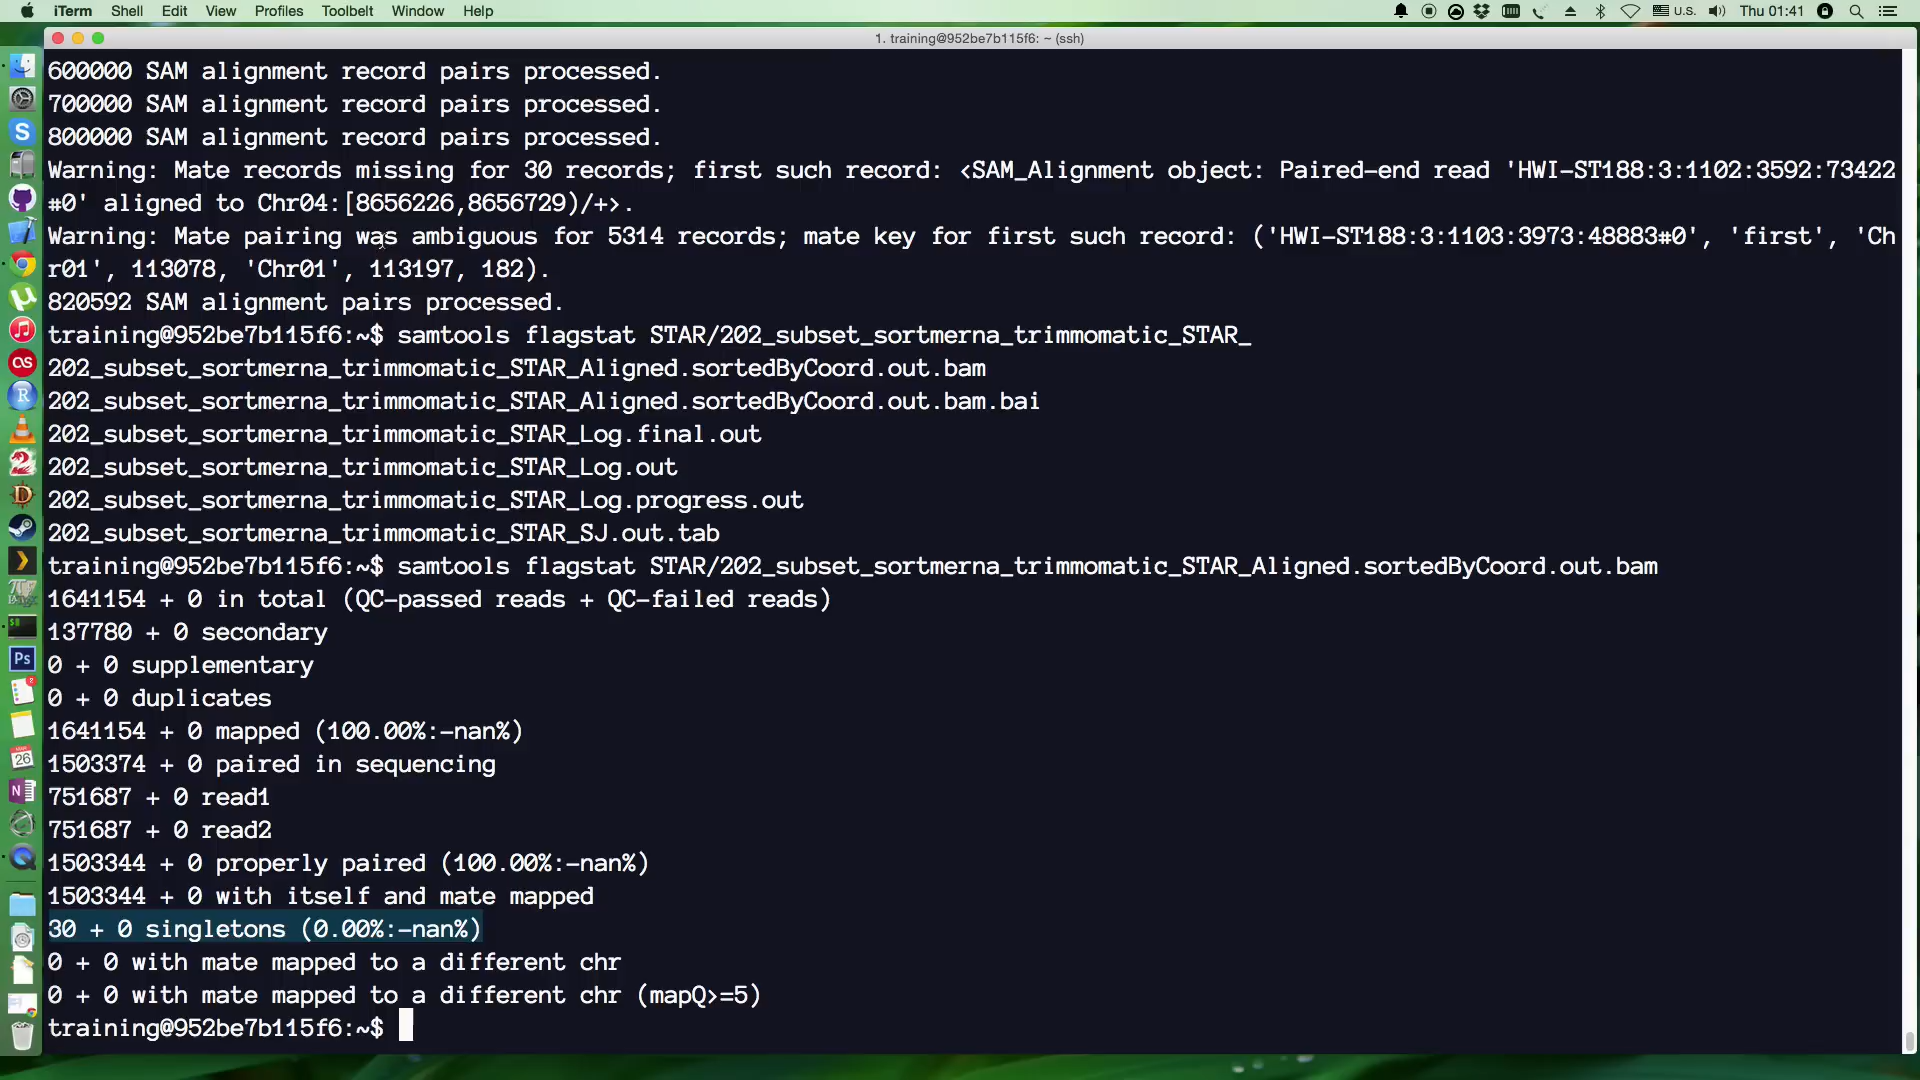 iTerm Shell Edit View Profiles Toolbelt Window Help U.S. Thu 01:41
1. training@952be7b115f6: ~ (ssh)
600000 SAM alignment record pairs processed.
700000 SAM alignment record pairs processed.
800000 SAM alignment record pairs processed.
Warning: Mate records missing for 30 records; first such record: <SAM_Alignment object: Paired-end read 'HWI-ST188:3:1102:3592:73422
#0' aligned to Chr04:[8656226,8656729)/+>.
Warning: Mate pairing was ambiguous for 5314 records; mate key for first such record: ('HWI-ST188:3:1103:3973:48883#0', 'first', 'Ch
r01', 113078, 'Chr01', 113197, 182).
820592 SAM alignment pairs processed.
training@952be7b115f6:~$ samtools flagstat STAR/202_subset_sortmerna_trimmomatic_STAR_
202_subset_sortmerna_trimmomatic_STAR_Aligned.sortedByCoord.out.bam
202_subset_sortmerna_trimmomatic_STAR_Aligned.sortedByCoord.out.bam.bai
202_subset_sortmerna_trimmomatic_STAR_Log.final.out
202_subset_sortmerna_trimmomatic_STAR_Log.out
202_subset_sortmerna_trimmomatic_STAR_Log.progress.out
202_subset_sortmerna_trimmomatic_STAR_SJ.out.tab
training@952be7b115f6:~$ samtools flagstat STAR/202_subset_sortmerna_trimmomatic_STAR_Aligned.sortedByCoord.out.bam
1641154 + 0 in total (QC-passed reads + QC-failed reads)
137780 + 0 secondary
0 + 0 supplementary
0 + 0 duplicates
1641154 + 0 mapped (100.00%:-nan%)
1503374 + 0 paired in sequencing
751687 + 0 read1
751687 + 0 read2
1503344 + 0 properly paired (100.00%:-nan%)
1503344 + 0 with itself and mate mapped
30 + 0 singletons (0.00%:-nan%)
0 + 0 with mate mapped to a different chr
0 + 0 with mate mapped to a different chr (mapQ>=5)
training@952be7b115f6:~$
Ps
26